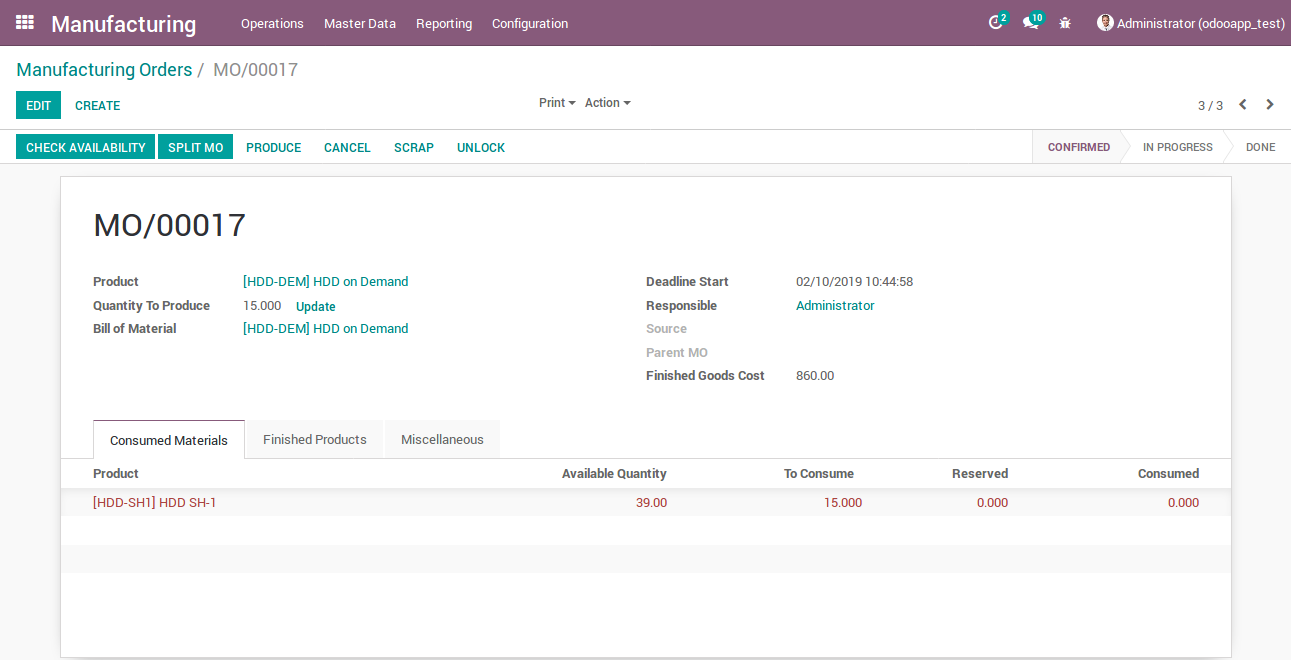 Manufacturing Operations Master Data Reporting Configuration 2 10 Administrator (odooapp_test)
Manufacturing Orders / MO/00017
EDIT CREATE Print Action 3 / 3
CHECK AVAILABILITY SPLIT MO PRODUCE CANCEL SCRAP UNLOCK CONFIRMED IN PROGRESS DONE
MO/00017
Product [HDD-DEM] HDD on Demand Deadline Start 02/10/2019 10:44:58
Quantity To Produce 15.000 Update Responsible Administrator
Bill of Material [HDD-DEM] HDD on Demand Source
Parent MO
Finished Goods Cost 860.00
Consumed Materials Finished Products Miscellaneous
Product Available Quantity To Consume Reserved Consumed
[HDD-SH1] HDD SH-1 39.00 15.000 0.000 0.000